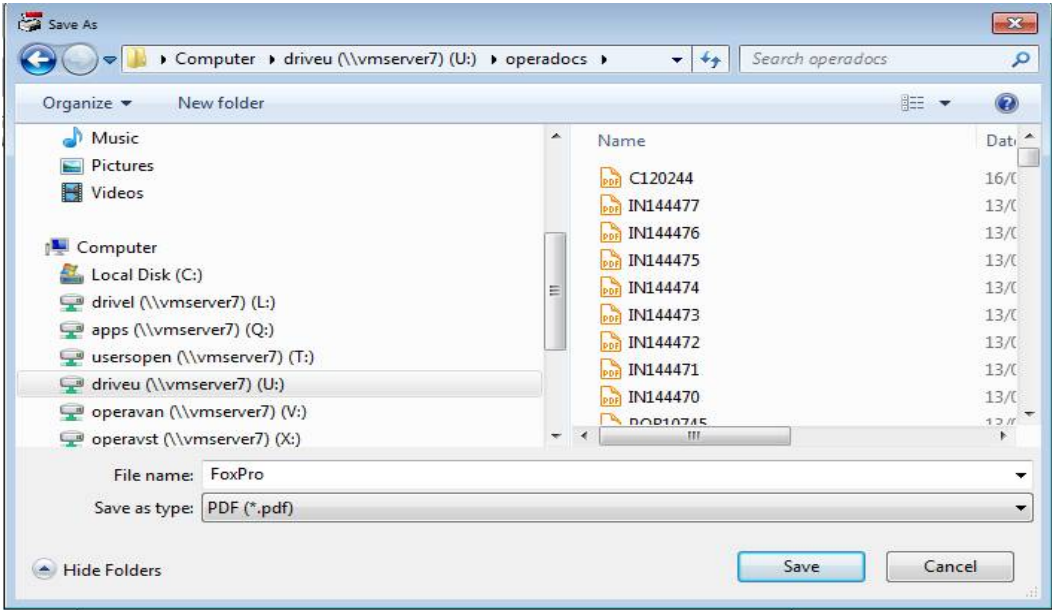 Save As
Computer driveu (\\vmserver7) (U:) operadocs
Search operadocs
Organize New folder
Music
Pictures
Videos
Computer
Local Disk (C:)
drivel (\\vmserver7) (L:)
apps (\\vmserver7) (Q:)
usersopen (\\vmserver7) (T:)
driveu (\\vmserver7) (U:)
operavan (\\vmserver7) (V:)
operavst (\\vmserver7) (X:)
Name
C120244
IN144477
IN144476
IN144475
IN144474
IN144473
IN144472
IN144471
IN144470
POP10745
File name: FoxPro
Save as type: PDF (*.pdf)
Hide Folders
Save Cancel